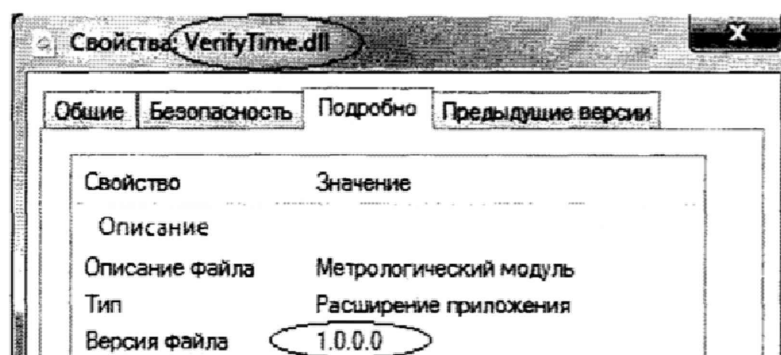 Свойства: VerifyTime.dll
Общие Безопасность Подробно Предыдущие версии
Свойство Значение
Описание
Описание файла Метрологический модуль
Тип Расширение приложения
Версия файла 1.0.0.0